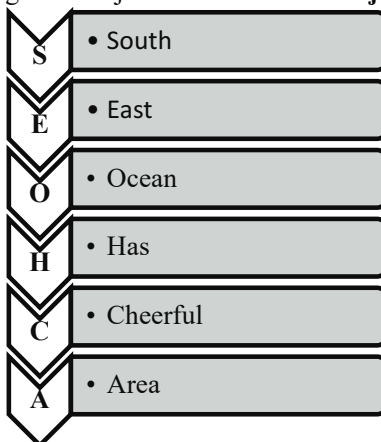 S
• South
E
• East
O
• Ocean
H
• Has
C
• Cheerful
A
• Area